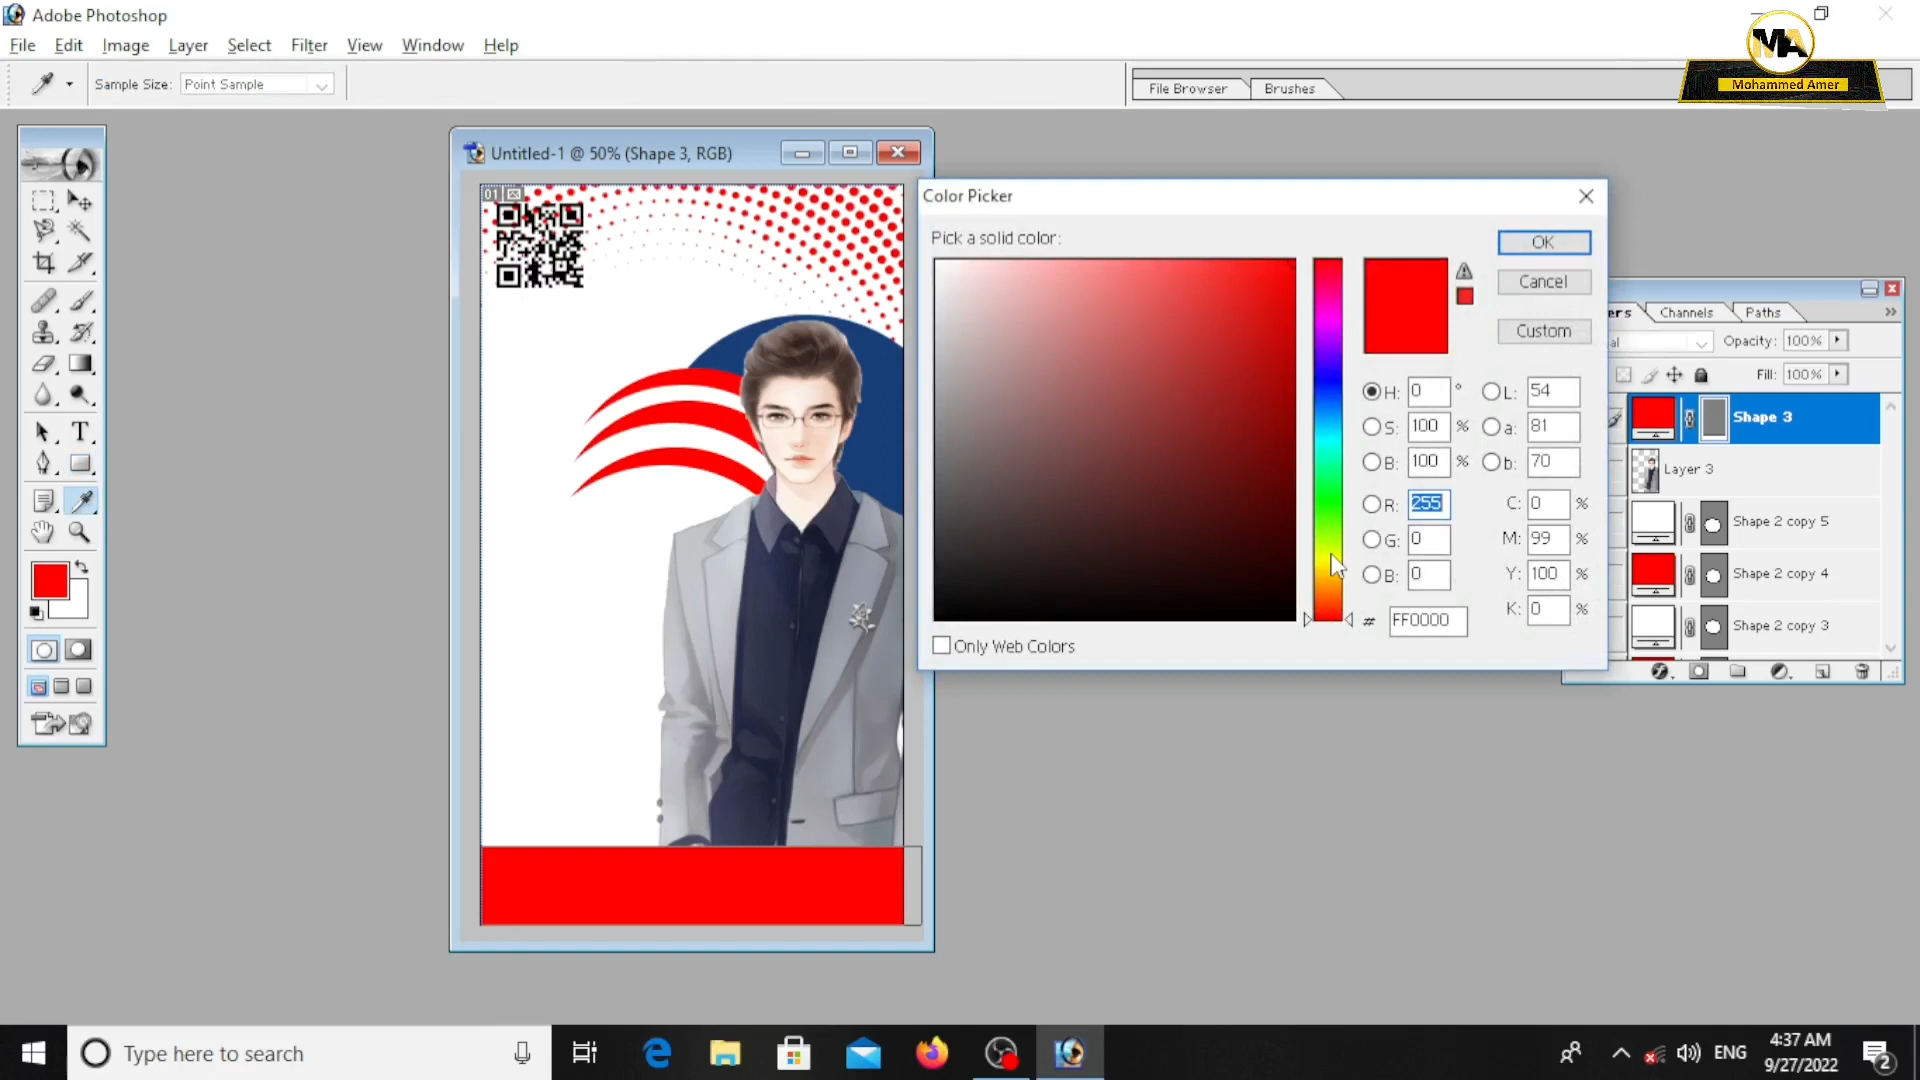 Adobe Photoshop
MA
Mohammed Amer
File Edit Image Layer Select Filter View Window Help
Sample Size: Point Sample
File Browser Brushes
Untitled-1 @ 50% (Shape 3, RGB)
01
Color Picker
Pick a solid color:
OK
Cancel
Custom
H: 0 ° L: 54
S: 100 % a: 81
B: 100 % b: 70
R: 255 C: 0 %
G: 0 M: 99 %
B: 0 Y: 100 %
K: 0 %
# FF0000
Only Web Colors
ers Channels Paths
al Opacity: 100%
Fill: 100%
Shape 3
Layer 3
Shape 2 copy 5
Shape 2 copy 4
Shape 2 copy 3
T
Type here to search
ENG
4:37 AM
9/27/2022
2